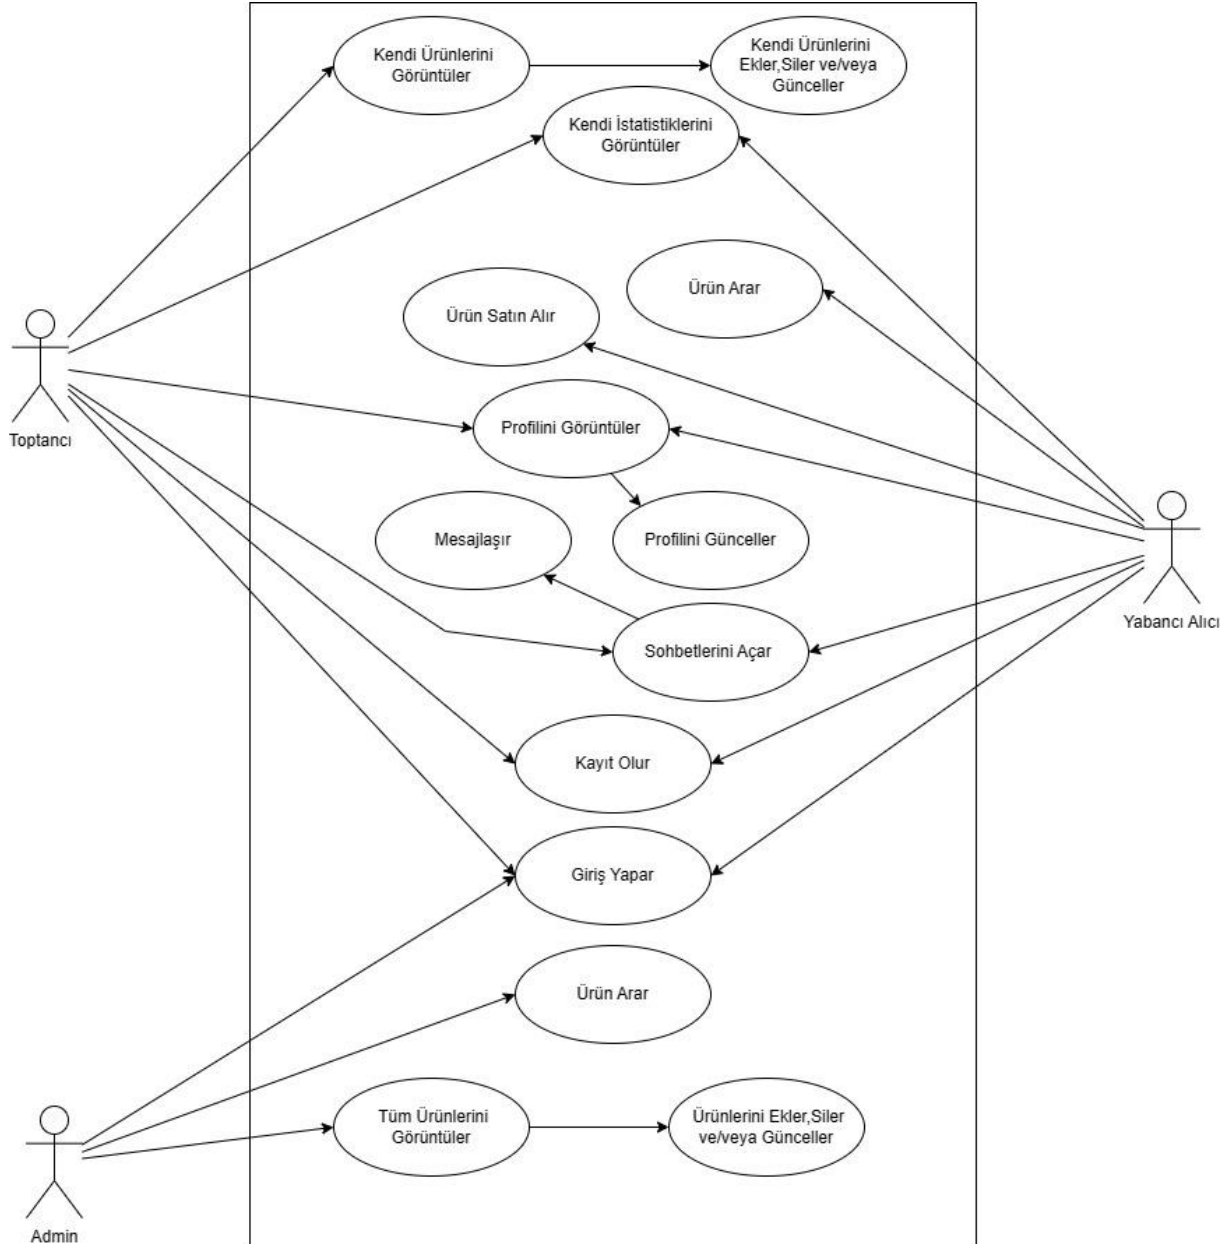 Kendi Ürünlerini
Görüntüler
Kendi Ürünlerini
Ekler,Siler ve/veya
Günceller
Kendi İstatistiklerini
Görüntüler
Ürün Arar
Ürün Satın Alır
Toptancı
Profilini Görüntüler
Mesajlaşır
Profilini Günceller
Yabancı Alıcı
Sohbetlerini Açar
Kayıt Olur
Giriş Yapar
Ürün Arar
Tüm Ürünlerini
Görüntüler
Ürünlerini Ekler,Siler
ve/veya Günceller
Admin